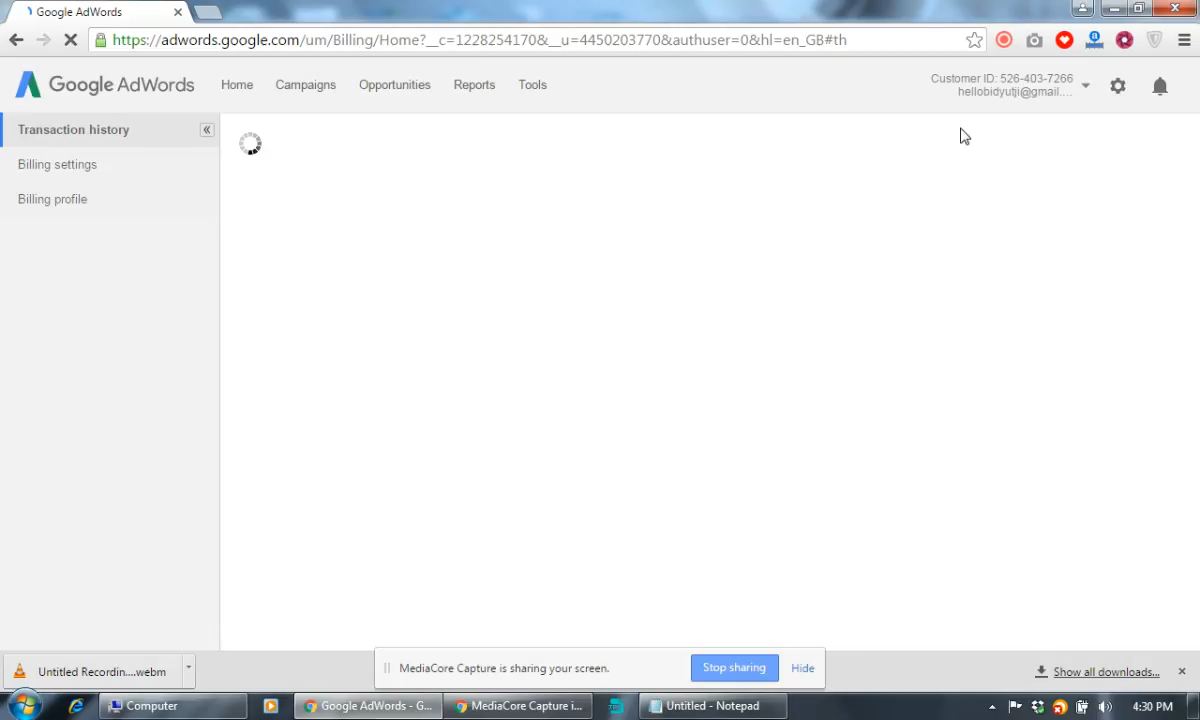 Google AdWords
https://adwords.google.com/um/Billing/Home?__c=1228254170&__u=4450203770&authuser=0&hl=en_GB#th
Google AdWords
Home
Campaigns
Opportunities
Reports
Tools
Customer ID: 526-403-7266
hellobidyutji@gmail....
Transaction history
Billing settings
Billing profile
Untitled Recordin....webm
MediaCore Capture is sharing your screen.
Stop sharing
Hide
Show all downloads...
Computer
Google AdWords - G...
MediaCore Capture i...
Untitled - Notepad
4:30 PM